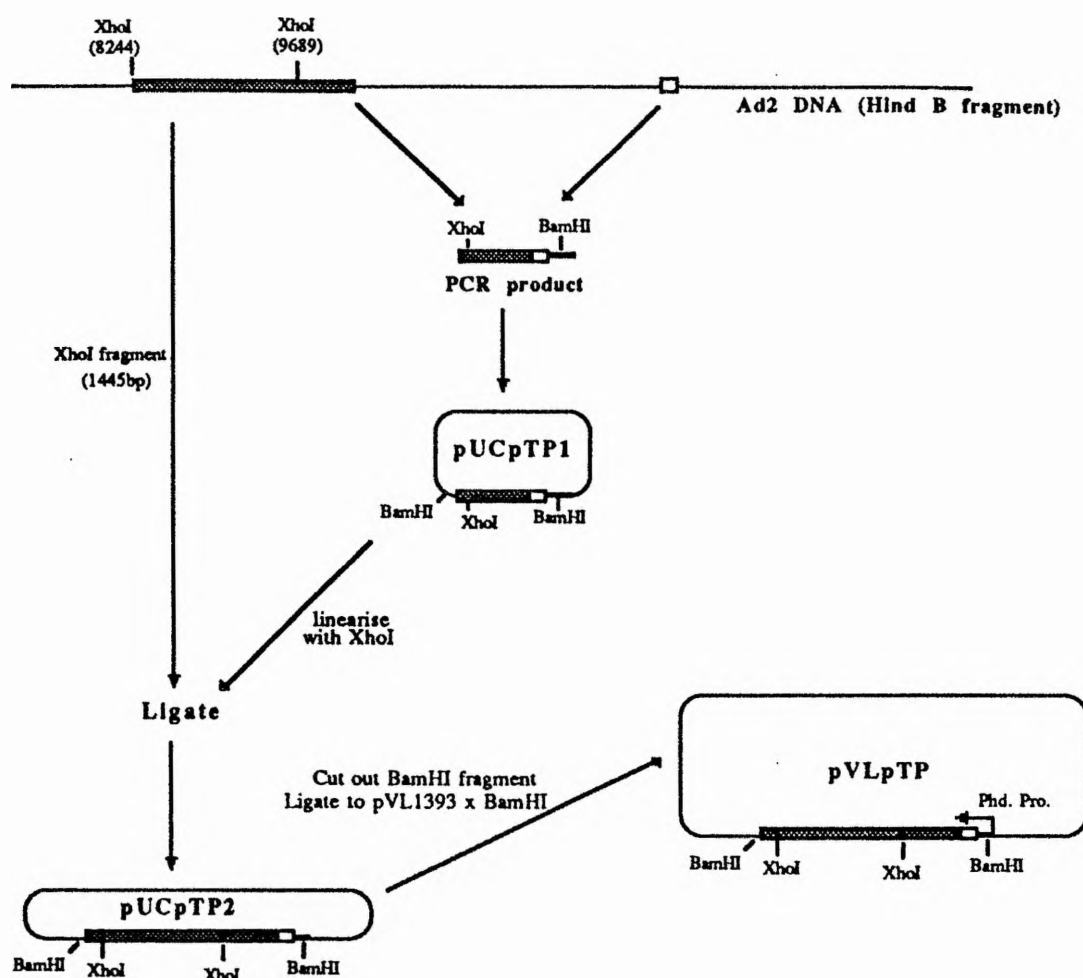 XhoI
(8244)
XhoI
(9689)
Ad2 DNA (Hind B fragment)
XhoI
BamHI
PCR product
XhoI fragment
(1445bp)
pUCpTP1
BamHI
XhoI
BamHI
linearise
with XhoI
Ligate
Cut out BamHI fragment
Ligate to pVL1393 x BamHI
pVLpTP
Phd. Pro.
BamHI
XhoI
XhoI
BamHI
pUCpTP2
BamHI
XhoI
XhoI
BamHI